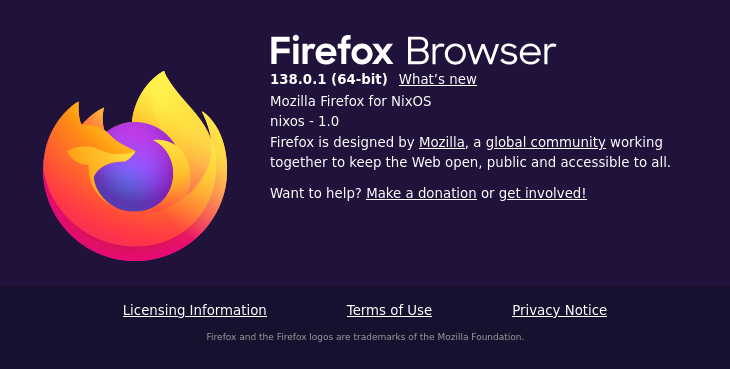 Firefox Browser
138.0.1 (64-bit) What’s new
Mozilla Firefox for NixOS
nixos - 1.0
Firefox is designed by Mozilla, a global community working
together to keep the Web open, public and accessible to all.
Want to help? Make a donation or get involved!
Licensing Information Terms of Use Privacy Notice
Firefox and the Firefox logos are trademarks of the Mozilla Foundation.